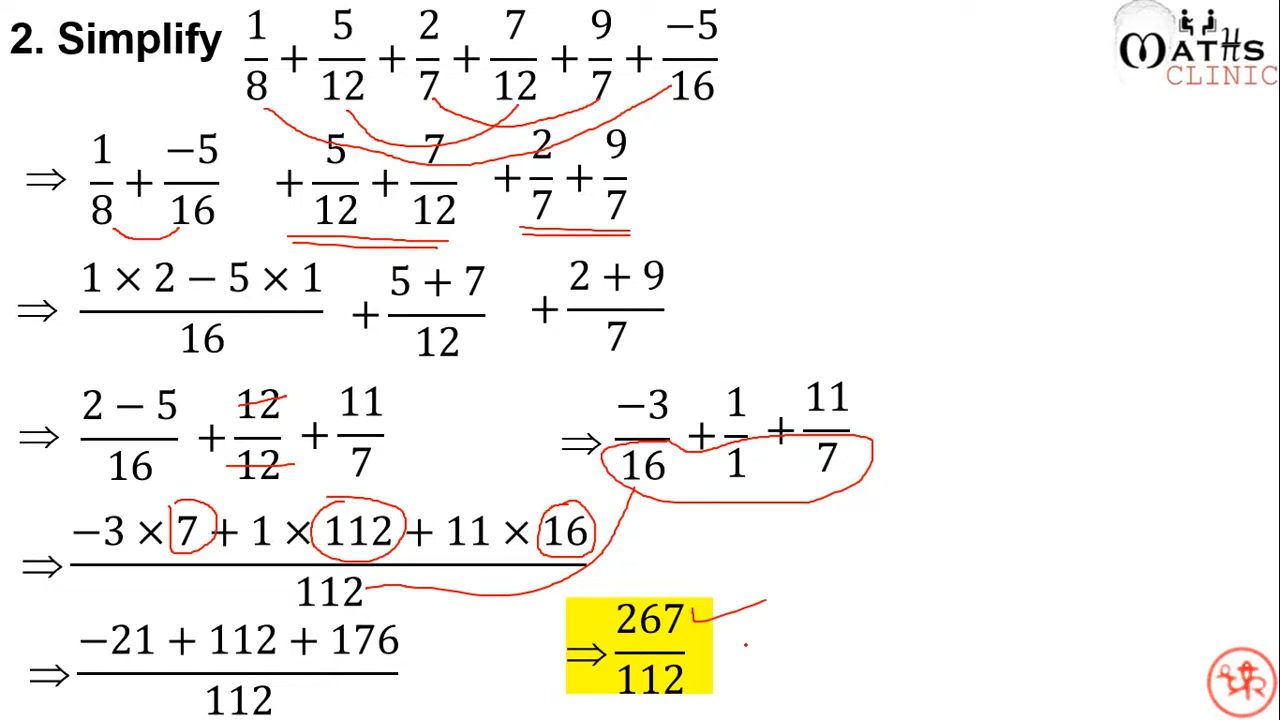 2. Simplify 1/8 + 5/12 + 2/7 + 7/12 + 9/7 + −5/16
MATHS
CLINIC
⇒ 1/8 + −5/16 + 5/12 + 7/12 + 2/7 + 9/7
⇒ (1 × 2 − 5 × 1)/16 + (5 + 7)/12 + (2 + 9)/7
⇒ (2 − 5)/16 + 12/12 + 11/7 ⇒ −3/16 + 1/1 + 11/7
⇒ (−3 × 7 + 1 × 112 + 11 × 16)/112
⇒ (−21 + 112 + 176)/112 ⇒ 267/112